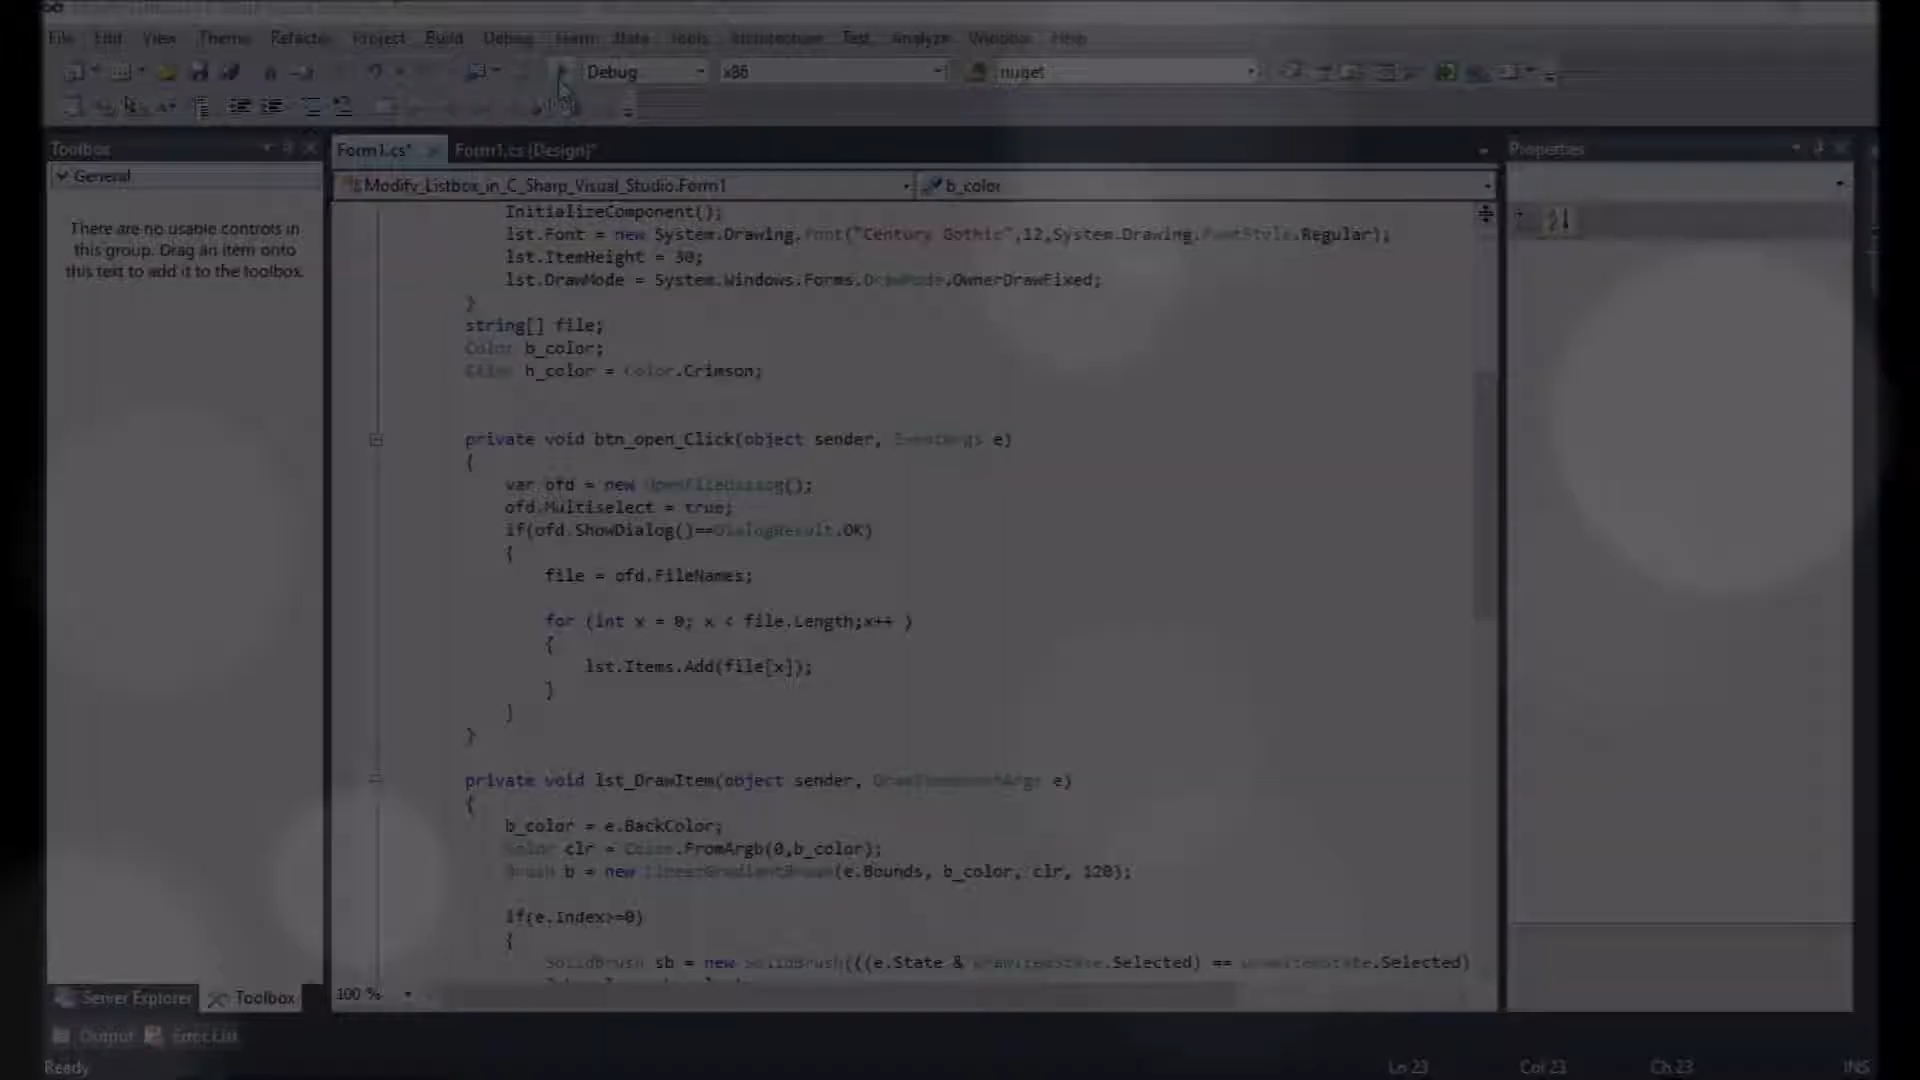 File Edit View Theme Refactor Project Build Debug Team Data Tools Architecture Test Analyze Window Help
Debug x86 nuget
Toolbox
Form1.cs* Form1.cs [Design]*
Properties
General
Modify_Listbox_in_C_Sharp_Visual_Studio.Form1 b_color
There are no usable controls in
this group. Drag an item onto
this text to add it to the toolbox.
InitializeComponent();
lst.Font = new System.Drawing.Font("Century Gothic",12,System.Drawing.FontStyle.Regular);
lst.ItemHeight = 30;
lst.DrawMode = System.Windows.Forms.DrawMode.OwnerDrawFixed;
}
string[] file;
Color b_color;
Color h_color = Color.Crimson;
private void btn_open_Click(object sender, EventArgs e)
{
var ofd = new OpenFileDialog();
ofd.Multiselect = true;
if(ofd.ShowDialog()==DialogResult.OK)
{
file = ofd.FileNames;
for (int x = 0; x < file.Length;x++ )
{
lst.Items.Add(file[x]);
}
}
}
private void lst_DrawItem(object sender, DrawItemEventArgs e)
{
b_color = e.BackColor;
Color clr = Color.FromArgb(0,b_color);
Brush b = new LinearGradientBrush(e.Bounds, b_color, clr, 120);
if(e.Index>=0)
{
SolidBrush sb = new SolidBrush(((e.State & DrawItemState.Selected) == DrawItemState.Selected)
100 %
Server Explorer Toolbox
Output Error List
Ready Ln 23 Col 23 Ch 23 INS